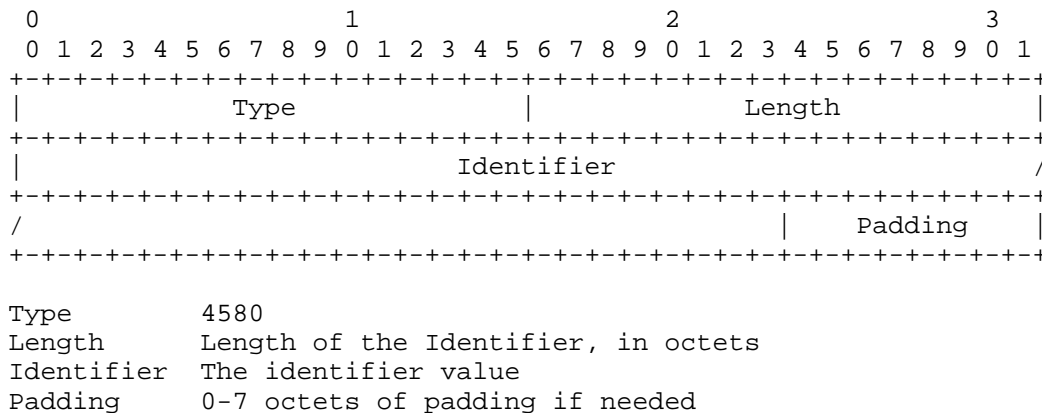 0                   1                   2                   3
0 1 2 3 4 5 6 7 8 9 0 1 2 3 4 5 6 7 8 9 0 1 2 3 4 5 6 7 8 9 0 1
+-+-+-+-+-+-+-+-+-+-+-+-+-+-+-+-+-+-+-+-+-+-+-+-+-+-+-+-+-+-+-+-+
|             Type              |             Length            |
+-+-+-+-+-+-+-+-+-+-+-+-+-+-+-+-+-+-+-+-+-+-+-+-+-+-+-+-+-+-+-+-+
|                           Identifier                          /
+-+-+-+-+-+-+-+-+-+-+-+-+-+-+-+-+-+-+-+-+-+-+-+-+-+-+-+-+-+-+-+-+
/                                               |    Padding    |
+-+-+-+-+-+-+-+-+-+-+-+-+-+-+-+-+-+-+-+-+-+-+-+-+-+-+-+-+-+-+-+-+
Type        4580
Length      Length of the Identifier, in octets
Identifier  The identifier value
Padding     0-7 octets of padding if needed